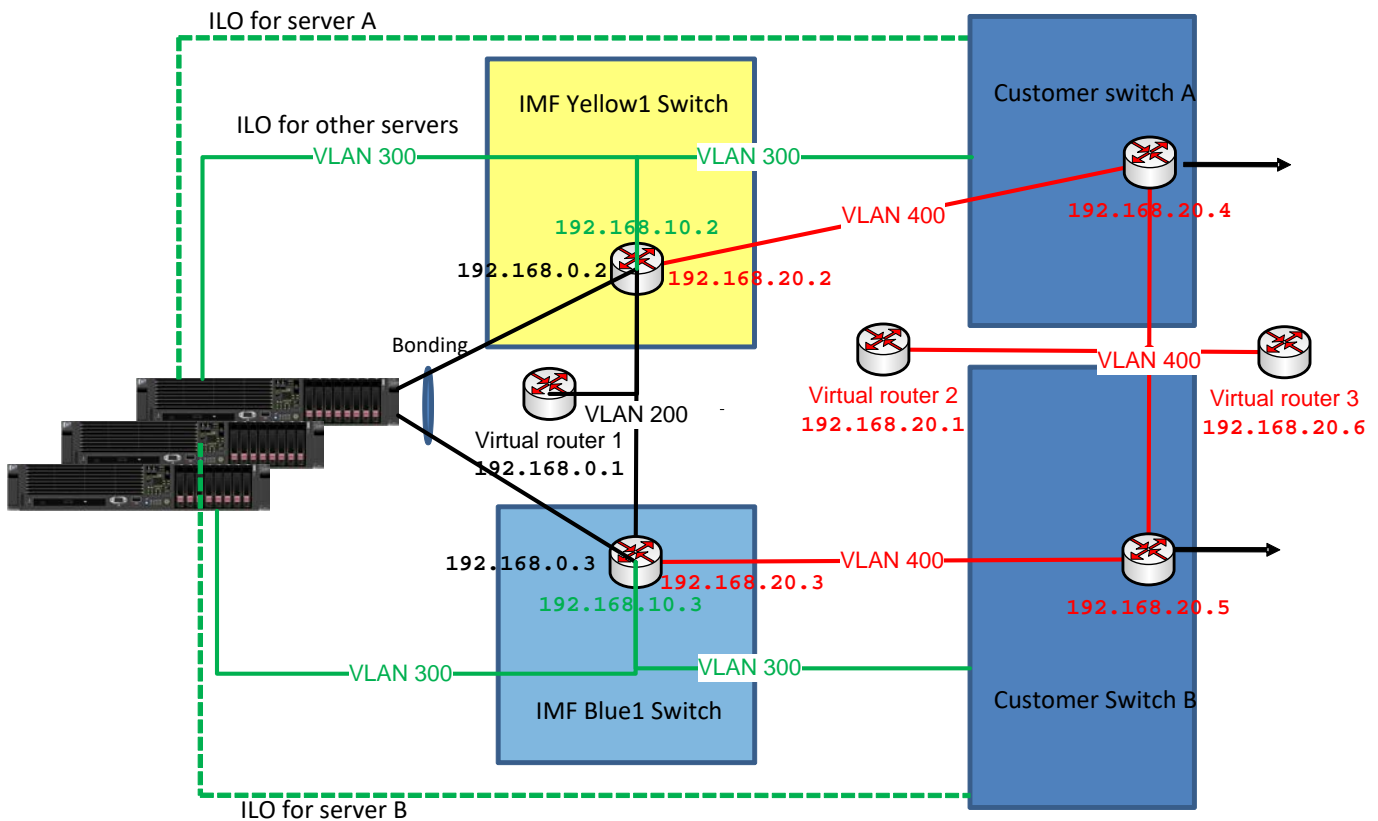 ILO for server A
IMF Yellow1 Switch
Customer switch A
ILO for other servers
VLAN 300
VLAN 300
VLAN 400
192.168.20.4
192.168.10.2
192.168.0.2
192.168.20.2
Bonding
VLAN 400
VLAN 200
-
Virtual router 1
192.168.0.1
Virtual router 2
192.168.20.1
Virtual router 3
192.168.20.6
192.168.0.3
192.168.20.3
VLAN 400
192.168.10.3
192.168.20.5
VLAN 300
VLAN 300
IMF Blue1 Switch
Customer Switch B
ILO for server B